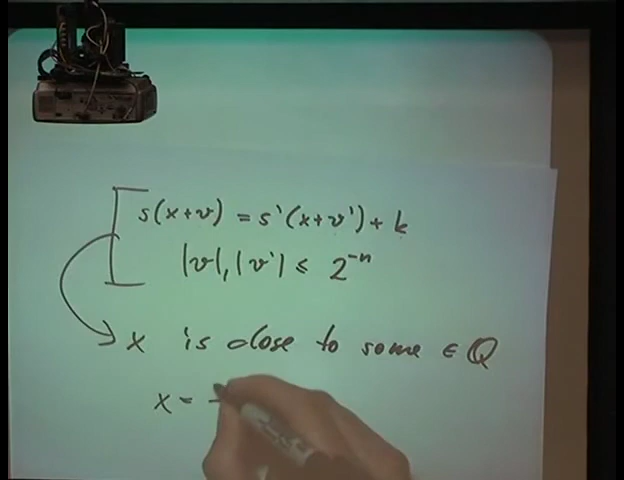 s(x+v) = s'(x+v') + k
|v|, |v'| ≤ 2^{-n}
x is close to some ∈ ℚ
x =